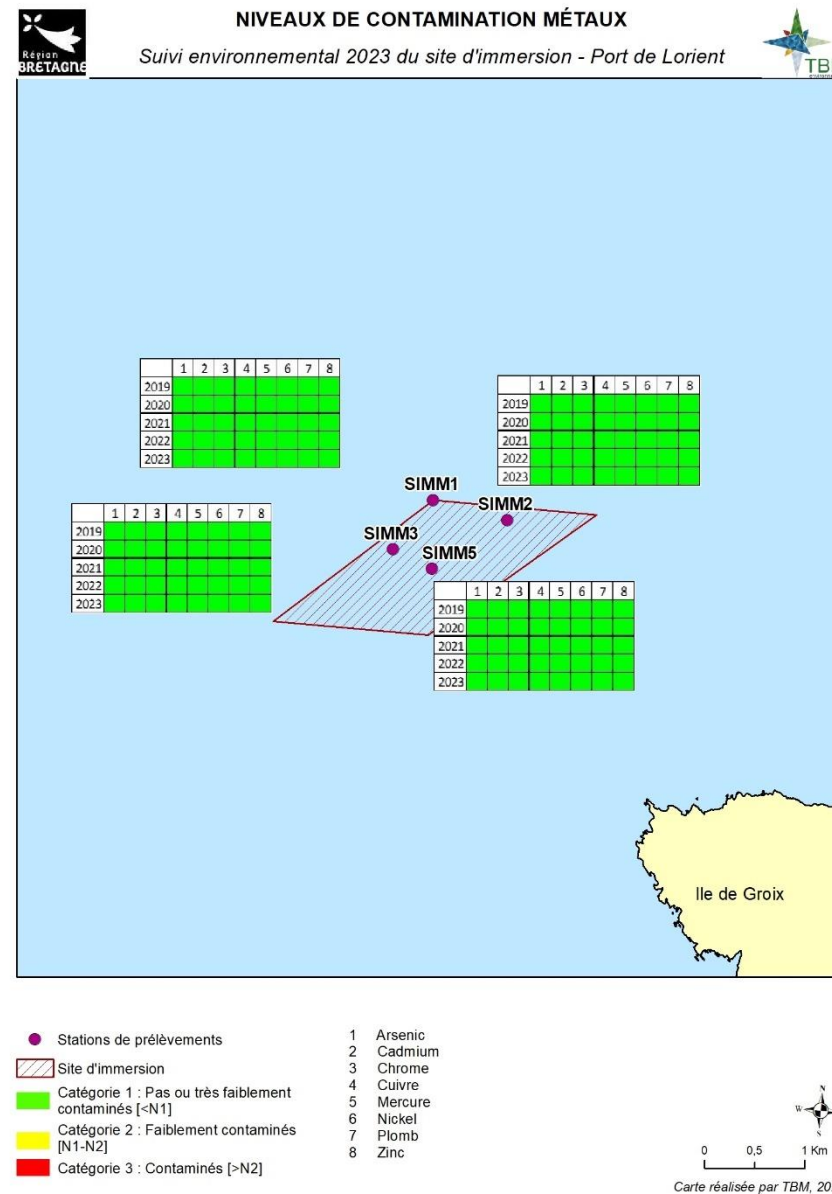 NIVEAUX DE CONTAMINATION MÉTAUX
Suivi environnemental 2023 du site d'immersion - Port de Lorient
Région
BRETAGNE
TB
1 2 3 4 5 6 7 8
2019
2020
2021
2022
2023
1 2 3 4 5 6 7 8
2019
2020
2021
2022
2023
SIMM1
SIMM2
1 2 3 4 5 6 7 8
2019
2020
2021
2022
2023
SIMM3
SIMM5
1 2 3 4 5 6 7 8
2019
2020
2021
2022
2023
Ile de Groix
Stations de prélèvements
Site d'immersion
Catégorie 1 : Pas ou très faiblement
contaminés [<N1]
Catégorie 2 : Faiblement contaminés
[N1-N2]
Catégorie 3 : Contaminés [>N2]
1 Arsenic
2 Cadmium
3 Chrome
4 Cuivre
5 Mercure
6 Nickel
7 Plomb
8 Zinc
N
W
S
0 0,5 1 Km
Carte réalisée par TBM, 20